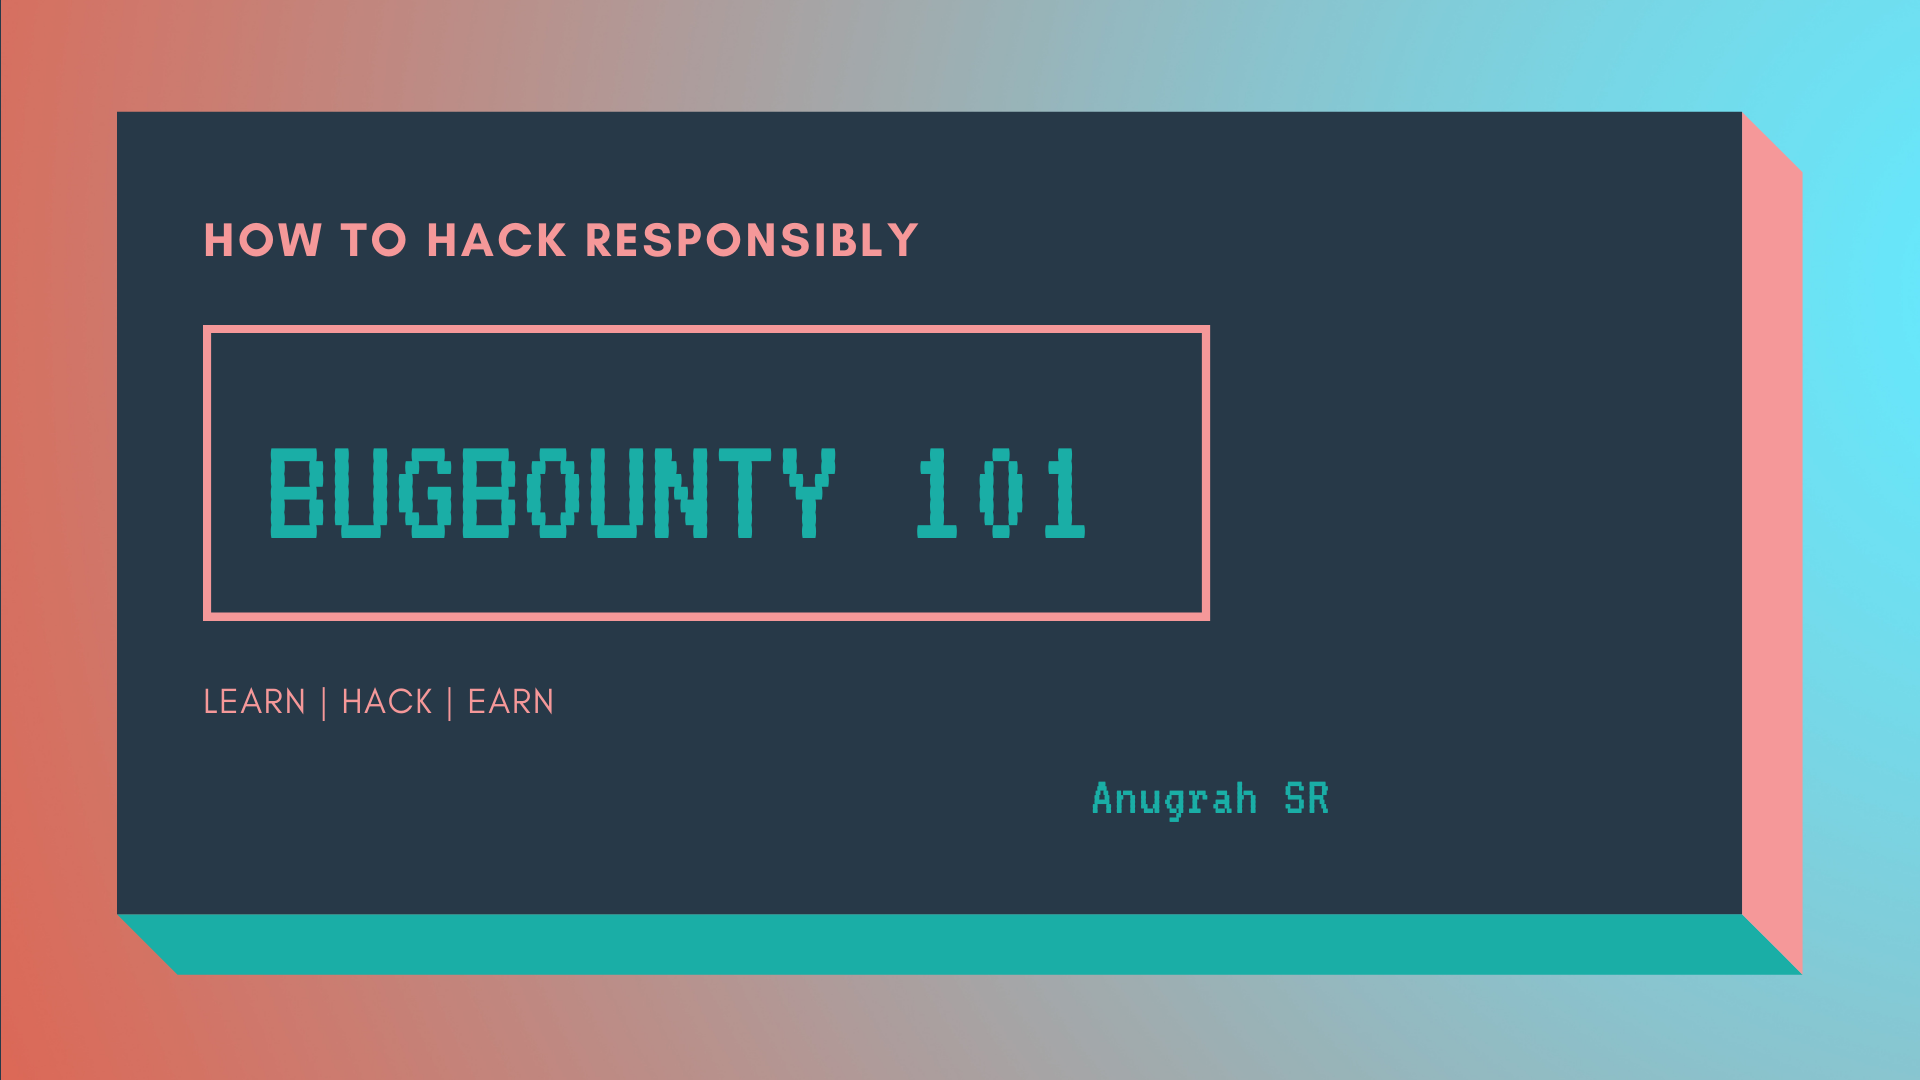 HOW TO HACK RESPONSIBLY
BUGBOUNTY 101
LEARN | HACK | EARN
Anugrah SR